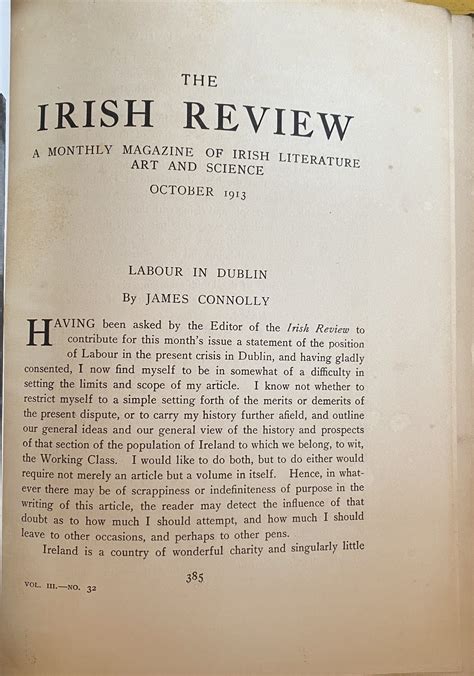 THE
IRISH REVIEW
A MONTHLY MAGAZINE OF IRISH LITERATURE
ART AND SCIENCE
OCTOBER 1913
LABOUR IN DUBLIN
By JAMES CONNOLLY
HAVING been asked by the Editor of the Irish Review to
contribute for this month's issue a statement of the position
of Labour in the present crisis in Dublin, and having gladly
consented, I now find myself to be in somewhat of a difficulty in
setting the limits and scope of my article. I know not whether to
restrict myself to a simple setting forth of the merits or demerits of
the present dispute, or to carry my history further afield, and outline
our general ideas and our general view of the history and prospects
of that section of the population of Ireland to which we belong, to wit,
the Working Class. I would like to do both, but to do either would
require not merely an article but a volume in itself. Hence, in what-
ever there may be of scrappiness or indefiniteness of purpose in the
writing of this article, the reader may detect the influence of that
doubt as to how much I should attempt, and how much I should
leave to other occasions, and perhaps to other pens.
Ireland is a country of wonderful charity and singularly little
385
VOL. III.—NO. 32